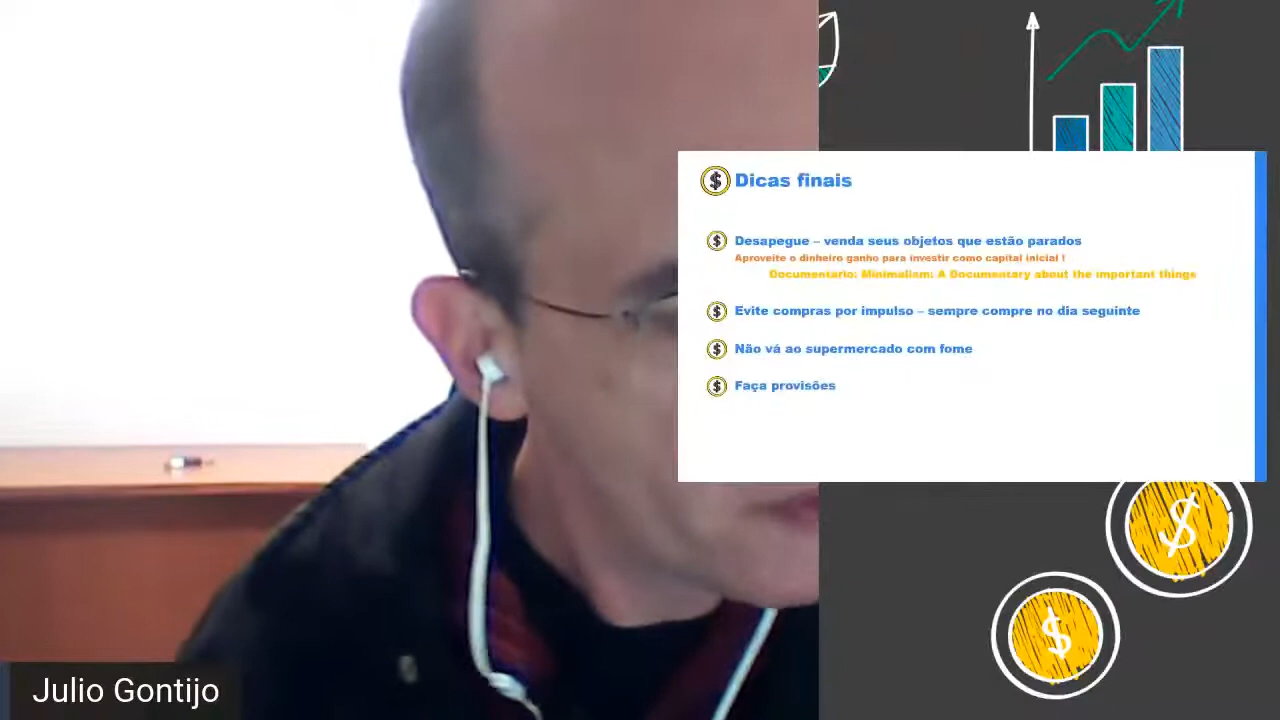 Dicas finais
Desapegue – venda seus objetos que estão parados
Aproveite o dinheiro ganho para investir como capital inicial !
Documentário: Minimalism: A Documentary about the important things
Evite compras por impulso – sempre compre no dia seguinte
Não vá ao supermercado com fome
Faça provisões
Julio Gontijo